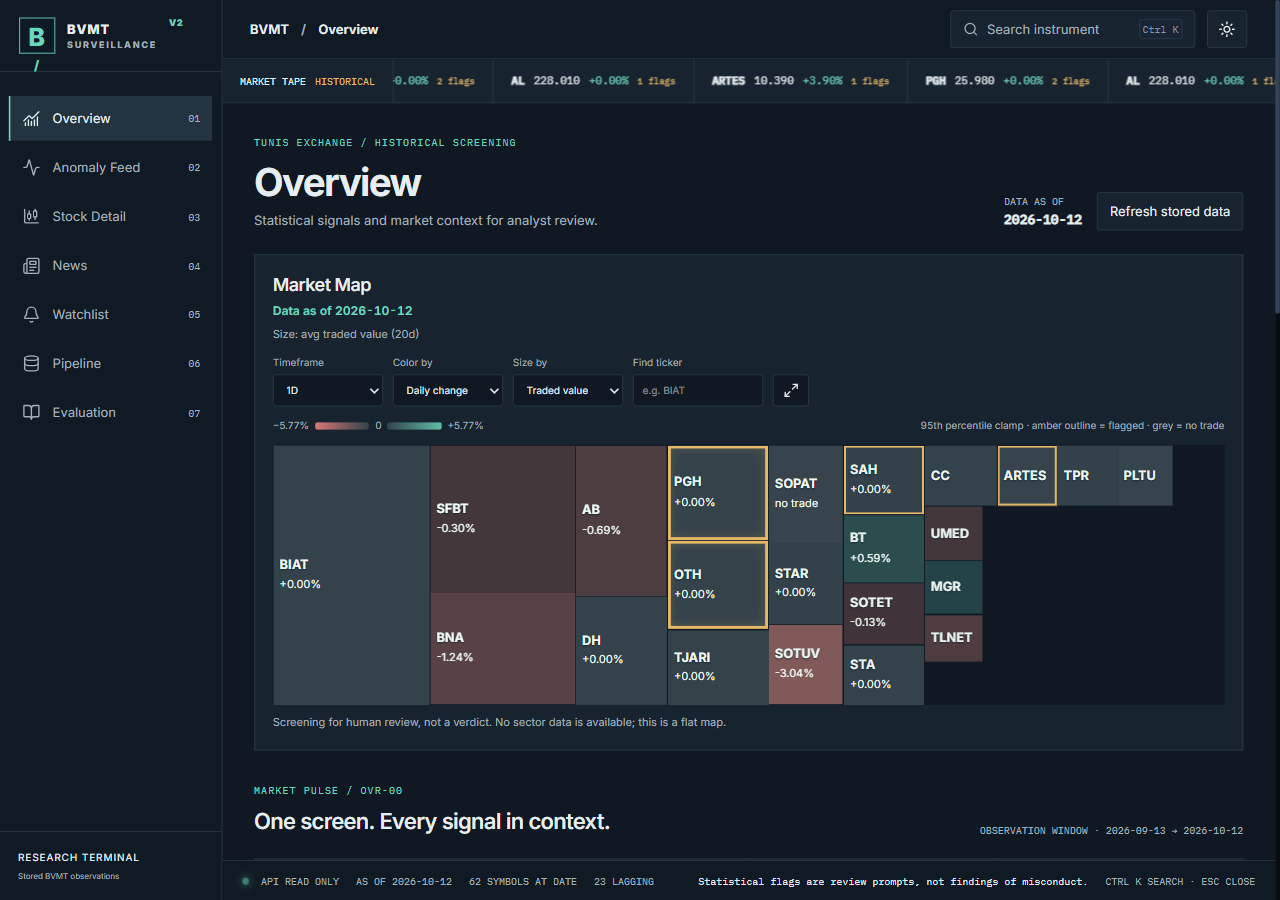 B
BVMT
V2
SURVEILLANCE
/
Overview 01
Anomaly Feed 02
Stock Detail 03
News 04
Watchlist 05
Pipeline 06
Evaluation 07
RESEARCH TERMINAL
Stored BVMT observations
BVMT / Overview
Search instrument Ctrl K
MARKET TAPE HISTORICAL
0.00% 2 flags AL 228.010 +0.00% 1 flags ARTES 10.390 +3.90% 1 flags PGH 25.980 +0.00% 2 flags AL 228.010 +0.00%
TUNIS EXCHANGE / HISTORICAL SCREENING
Overview
Statistical signals and market context for analyst review.
DATA AS OF
2026-10-12
Refresh stored data
Market Map
Data as of 2026-10-12
Size: avg traded value (20d)
Timeframe Color by Size by Find ticker
1D Daily change Traded value e.g. BIAT
−5.77% 0 +5.77%
95th percentile clamp · amber outline = flagged · grey = no trade
BIAT
+0.00%
SFBT
-0.30%
BNA
-1.24%
AB
-0.69%
DH
+0.00%
PGH
+0.00%
OTH
+0.00%
TJARI
+0.00%
SOPAT
no trade
STAR
+0.00%
SOTUV
-3.04%
SAH
+0.00%
BT
+0.59%
SOTET
-0.13%
STA
+0.00%
CC
UMED
MGR
TLNET
ARTES
TPR
PLTU
Screening for human review, not a verdict. No sector data is available; this is a flat map.
MARKET PULSE / OVR-00
One screen. Every signal in context.
OBSERVATION WINDOW · 2026-09-13 → 2026-10-12
API READ ONLY AS OF 2026-10-12 62 SYMBOLS AT DATE 23 LAGGING
Statistical flags are review prompts, not findings of misconduct.
CTRL K SEARCH · ESC CLOSE